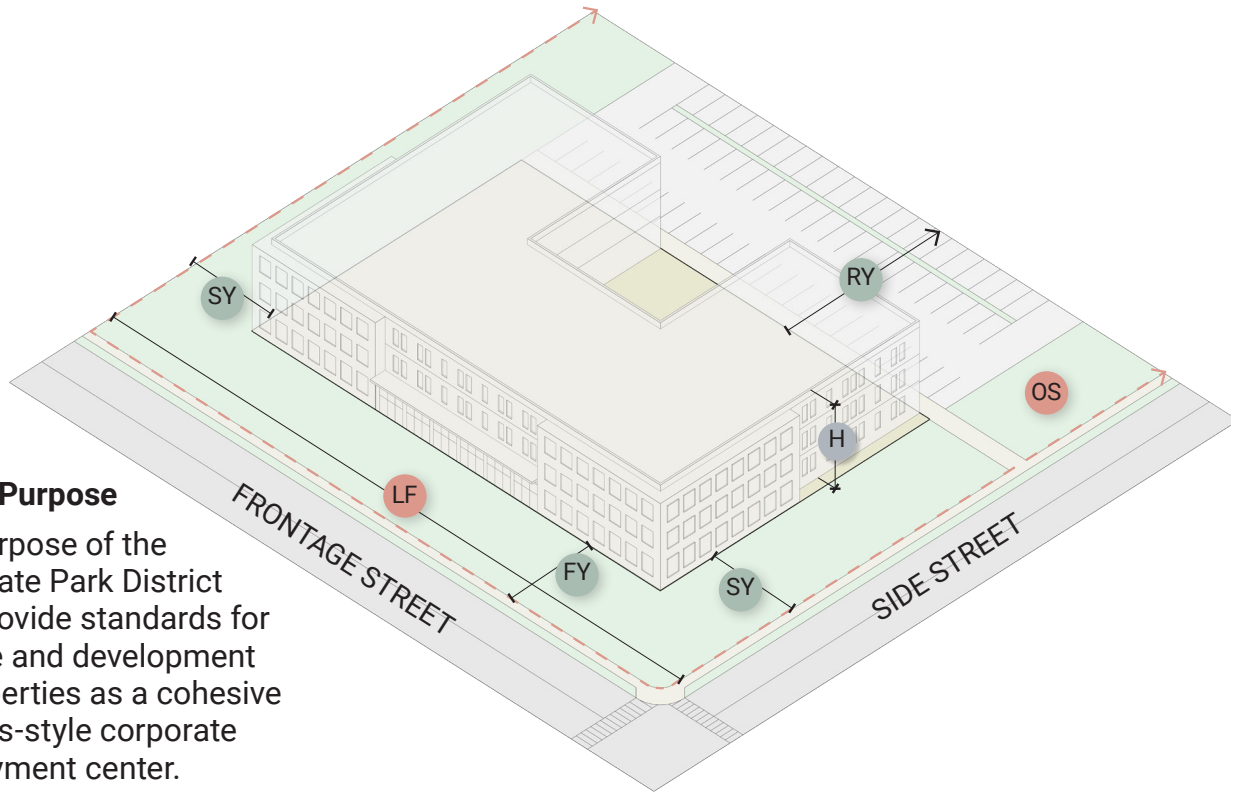 Purpose
rpose of the
ate Park District
ovide standards for
e and development
erties as a cohesive
s-style corporate
yment center.
SY
LF
FY
SY
H
RY
OS
FRONTAGE STREET
SIDE STREET